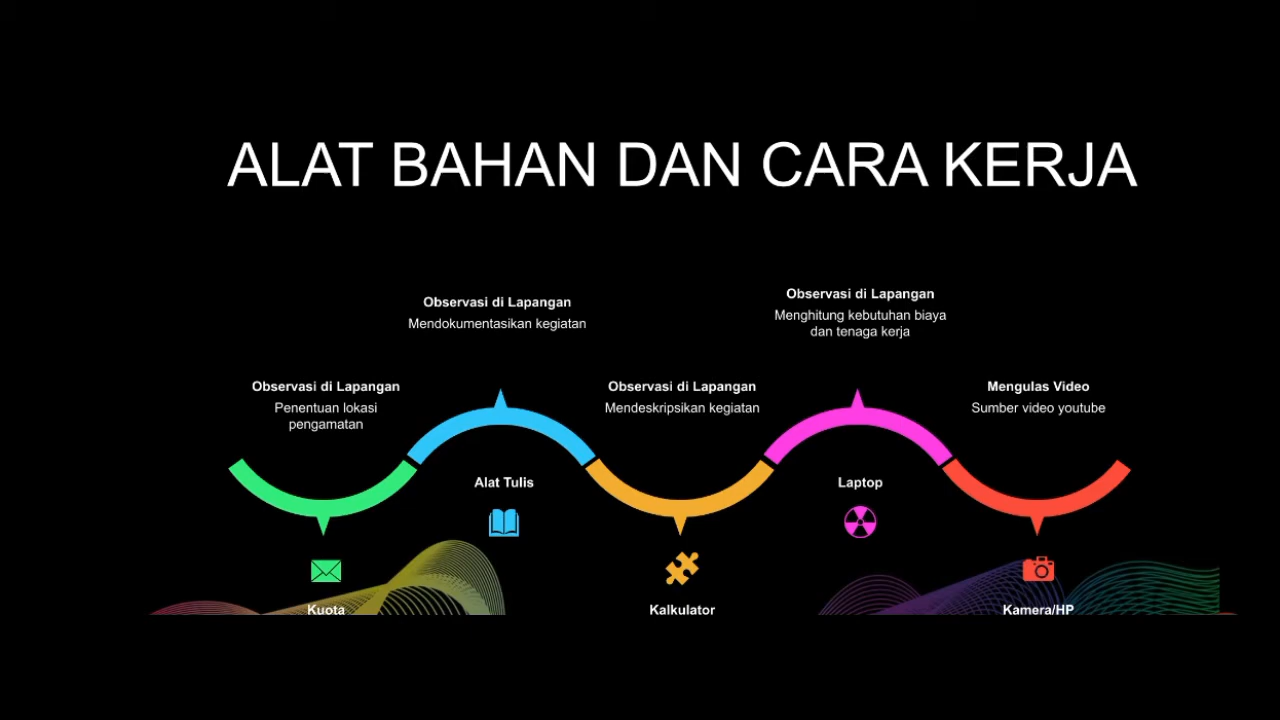 ALAT BAHAN DAN CARA KERJA
Observasi di Lapangan
Penentuan lokasi
pengamatan
Kuota
Observasi di Lapangan
Mendokumentasikan kegiatan
Alat Tulis
Observasi di Lapangan
Mendeskripsikan kegiatan
Kalkulator
Observasi di Lapangan
Menghitung kebutuhan biaya
dan tenaga kerja
Laptop
Mengulas Video
Sumber video youtube
Kamera/HP